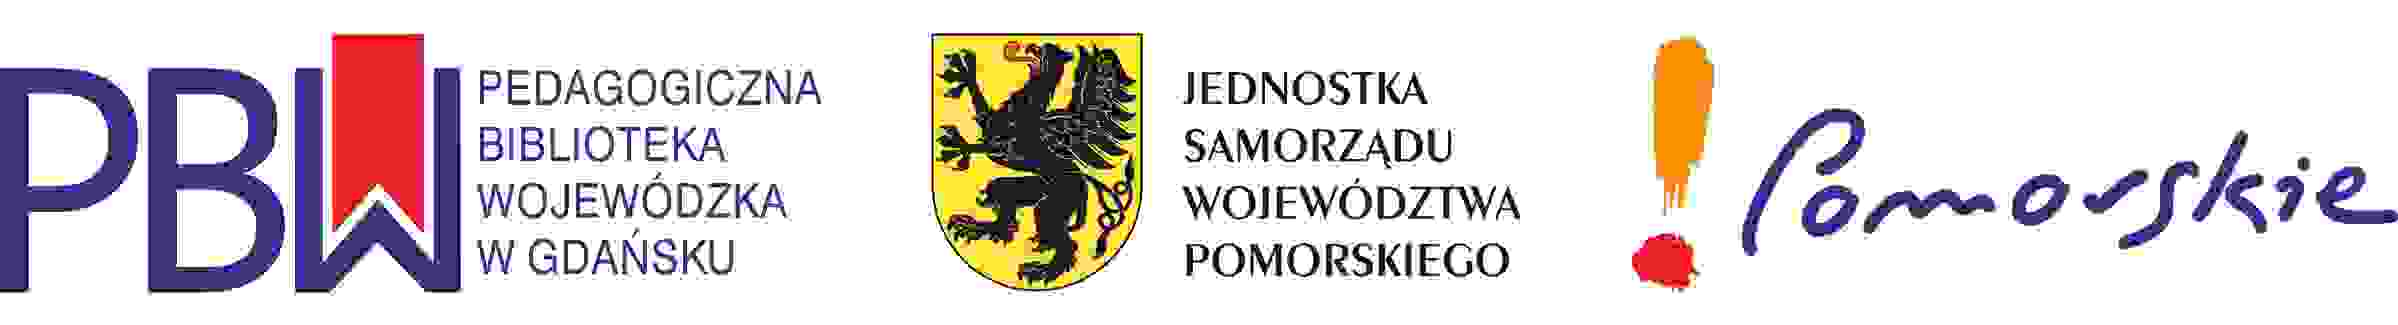 PBW
PEDAGOGICZNA
BIBLIOTEKA
WOJEWÓDZKA
W GDAŃSKU
JEDNOSTKA
SAMORZĄDU
WOJEWÓDZTWA
POMORSKIEGO
! Pomorskie